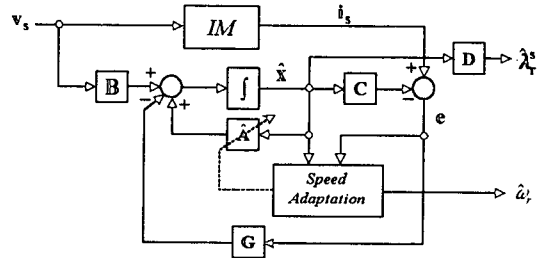 v_s
IM
i_s
D
λ̂_r^s
B
+
−
+
∫
x̂
C
+
−
Â
e
Speed
Adaptation
ω̂_r
G